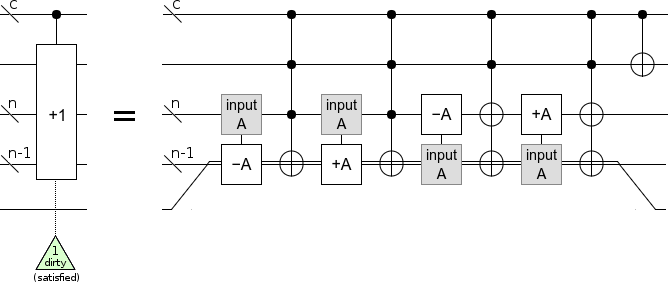 C
n
n-1
+1
1
dirty
(satisfied)
=
C
n
n-1
input
A
−A
input
A
+A
−A
input
A
+A
input
A